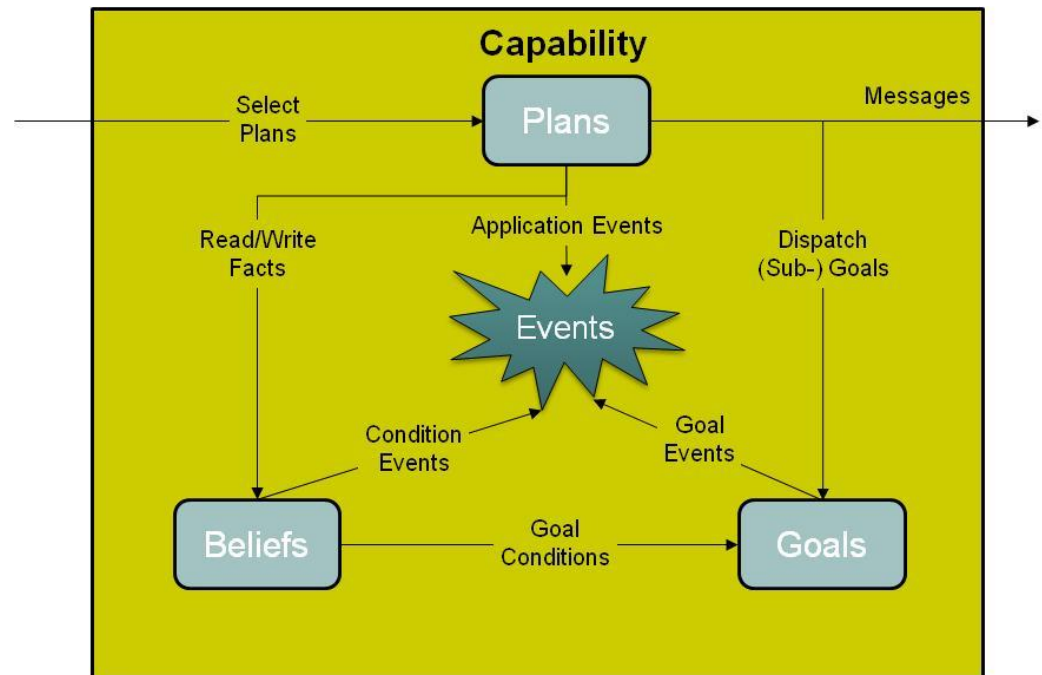 Capability
Messages
Select
Plans
Plans
Application Events
Read/Write
Facts
Dispatch
(Sub-) Goals
Events
Condition
Events
Goal
Events
Beliefs
Goal
Conditions
Goals